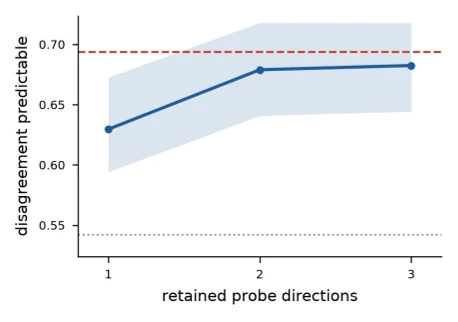 disagreement predictable
0.70
0.65
0.60
0.55
1 2 3
retained probe directions